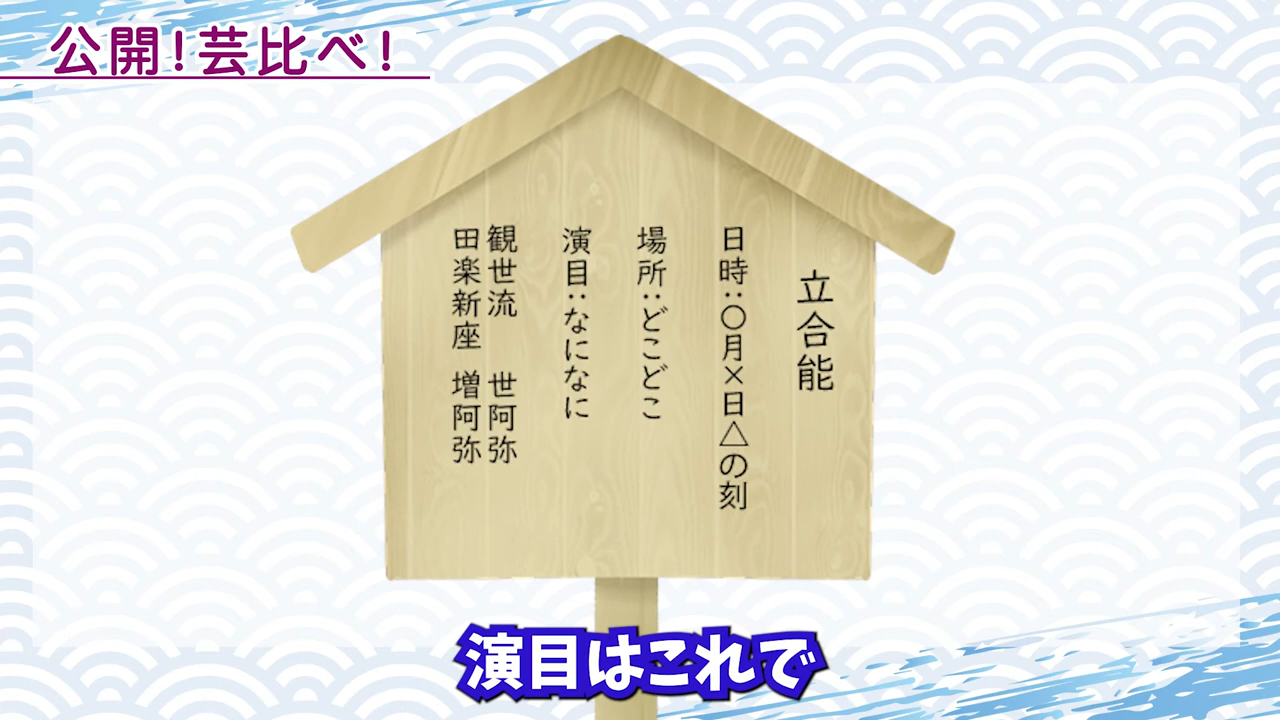 公開！芸比べ！
立合能
日時：〇月×日△の刻
場所：どこどこ
演目：なになに
観世流　世阿弥
田楽新座　増阿弥
演目はこれで